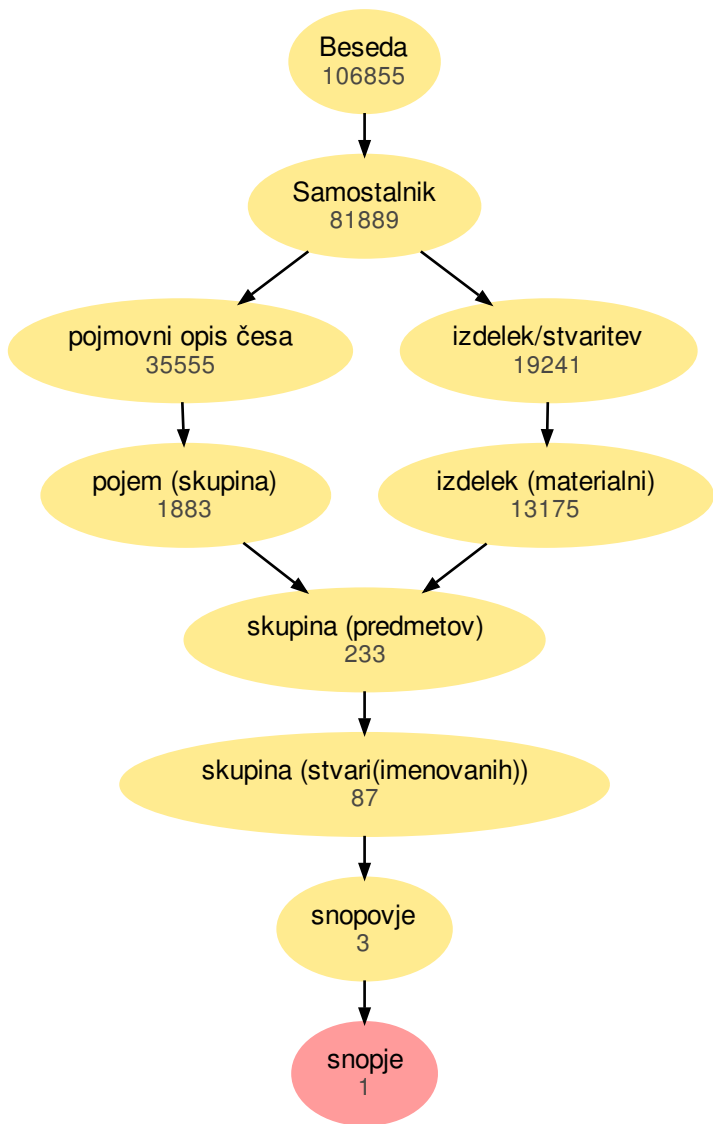 Beseda
106855
Samostalnik
81889
pojmovni opis česa
35555
izdelek/stvaritev
19241
pojem (skupina)
1883
izdelek (materialni)
13175
skupina (predmetov)
233
skupina (stvari(imenovanih))
87
snopovje
3
snopje
1